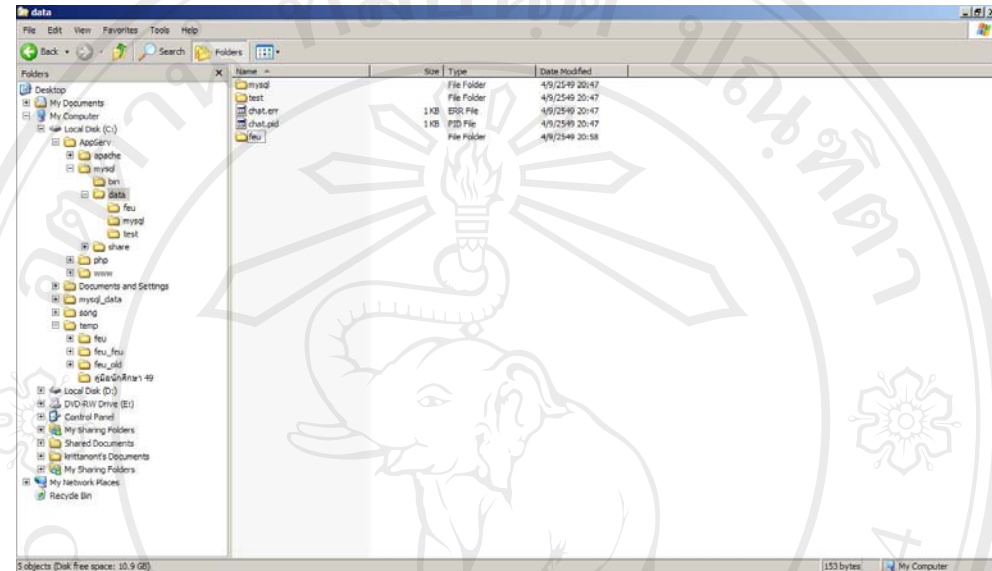 data
File Edit View Favorites Tools Help
Back Search Folders
Folders Name Size Type Date Modified
Desktop
My Documents
My Computer
Local Disk (C:)
AppServ
apache
mysql
bin
data
feu
mysql
test
share
php
www
Documents and Settings
mysql_data
song
temp
feu
feu_feu
feu_old
คู่มือนักศึกษา 49
Local Disk (D:)
DVD-RW Drive (E:)
Control Panel
My Sharing Folders
Shared Documents
krittanont's Documents
My Sharing Folders
My Network Places
Recycle Bin
mysql File Folder 4/9/2549 20:47
test File Folder 4/9/2549 20:47
chat.err 1 KB ERR File 4/9/2549 20:47
chat.pid 1 KB PID File 4/9/2549 20:47
feu File Folder 4/9/2549 20:58
5 objects (Disk free space: 10.9 GB) 153 bytes My Computer